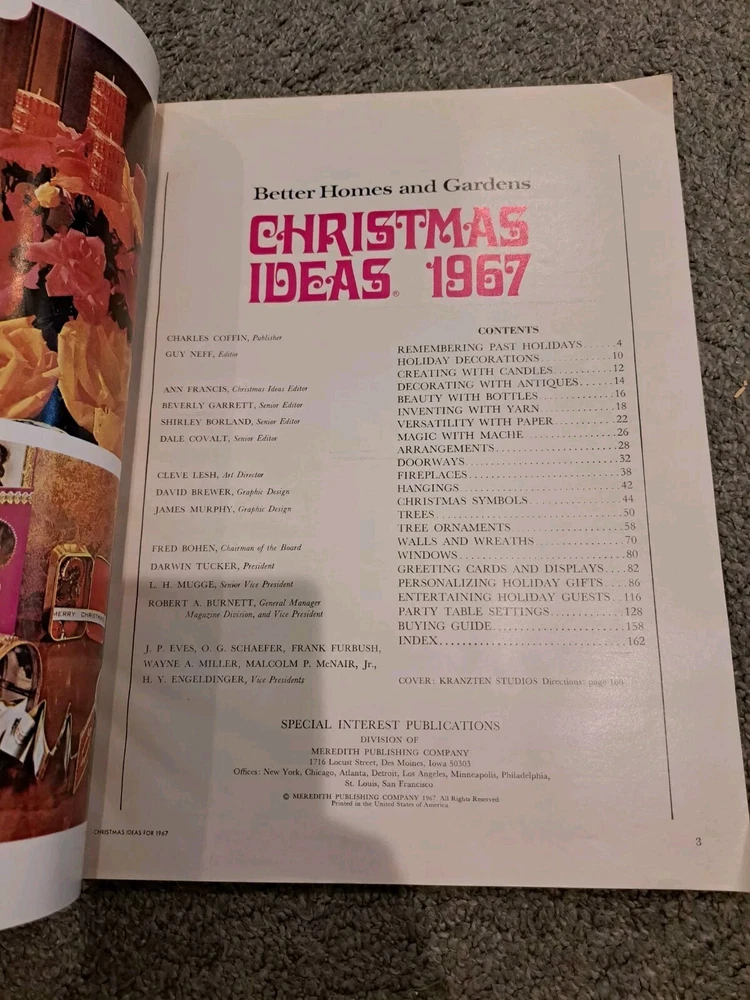 MERRY CHRISTMAS
Better Homes and Gardens
CHRISTMAS
IDEAS® 1967
CHARLES COFFIN, Publisher
GUY NEFF, Editor
ANN FRANCIS, Christmas Ideas Editor
BEVERLY GARRETT, Senior Editor
SHIRLEY BORLAND, Senior Editor
DALE COVALT, Senior Editor
CLEVE LESH, Art Director
DAVID BREWER, Graphic Design
JAMES MURPHY, Graphic Design
FRED BOHEN, Chairman of the Board
DARWIN TUCKER, President
L. H. MUGGE, Senior Vice President
ROBERT A. BURNETT, General Manager
Magazine Division, and Vice President
J. P. EVES, O. G. SCHAEFER, FRANK FURBUSH,
WAYNE A. MILLER, MALCOLM P. McNAIR, Jr.,
H. Y. ENGELDINGER, Vice Presidents
CONTENTS
REMEMBERING PAST HOLIDAYS......4
HOLIDAY DECORATIONS............10
CREATING WITH CANDLES..........12
DECORATING WITH ANTIQUES......14
BEAUTY WITH BOTTLES............16
INVENTING WITH YARN............18
VERSATILITY WITH PAPER.........22
MAGIC WITH MACHE...............26
ARRANGEMENTS...................28
DOORWAYS.......................32
FIREPLACES.....................38
HANGINGS.......................42
CHRISTMAS SYMBOLS..............44
TREES..........................50
TREE ORNAMENTS.................58
WALLS AND WREATHS..............70
WINDOWS........................80
GREETING CARDS AND DISPLAYS....82
PERSONALIZING HOLIDAY GIFTS....86
ENTERTAINING HOLIDAY GUESTS..116
PARTY TABLE SETTINGS..........128
BUYING GUIDE..................158
INDEX.........................162
COVER: KRANZTEN STUDIOS Directions: page 160
SPECIAL INTEREST PUBLICATIONS
DIVISION OF
MEREDITH PUBLISHING COMPANY
1716 Locust Street, Des Moines, Iowa 50303
Offices: New York, Chicago, Atlanta, Detroit, Los Angeles, Minneapolis, Philadelphia,
St. Louis, San Francisco
© MEREDITH PUBLISHING COMPANY 1967. All Rights Reserved
Printed in the United States of America
CHRISTMAS IDEAS FOR 1967
3